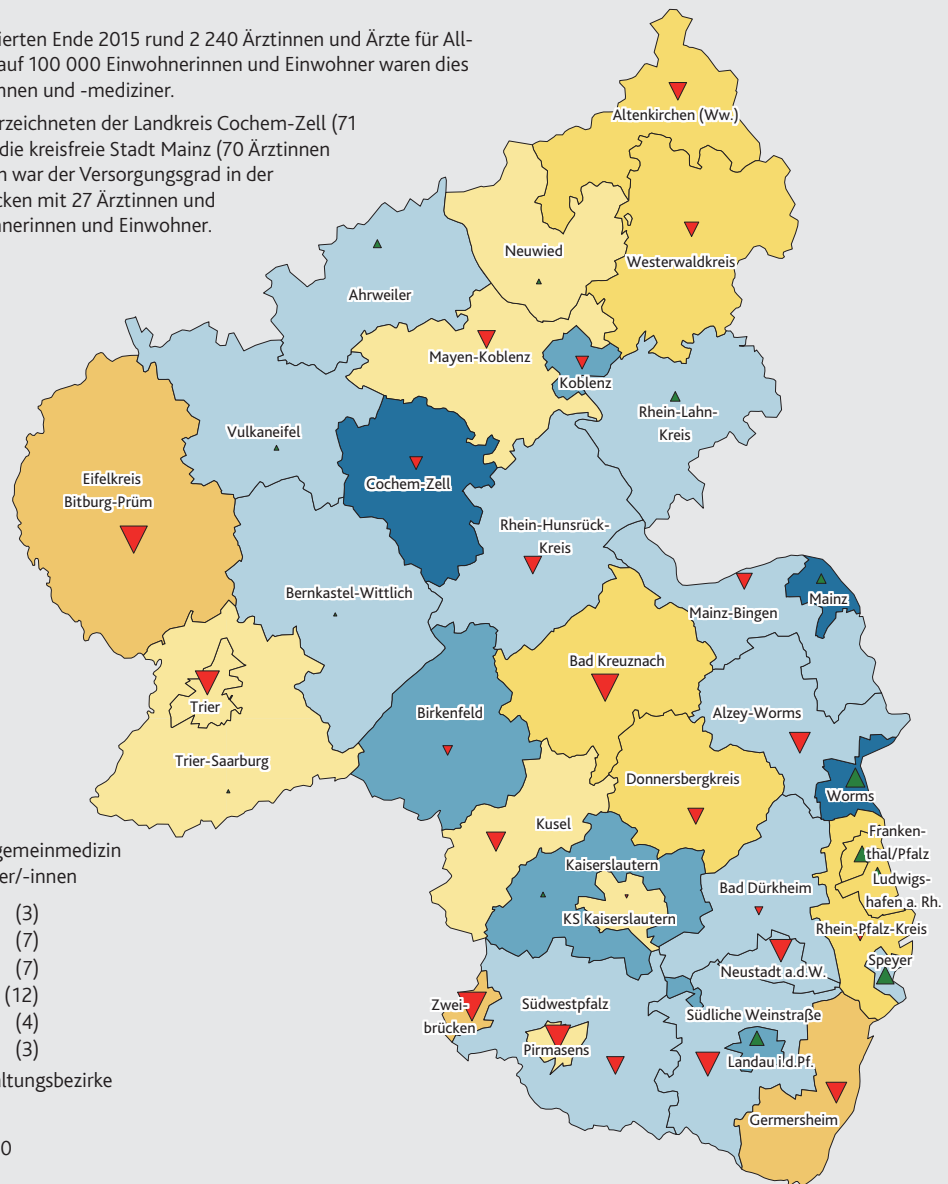 ierten Ende 2015 rund 2 240 Ärztinnen und Ärzte für All-
auf 100 000 Einwohnerinnen und Einwohner waren dies
nnen und -mediziner.
rzeichneten der Landkreis Cochem-Zell (71
die kreisfreie Stadt Mainz (70 Ärztinnen
n war der Versorgungsgrad in der
cken mit 27 Ärztinnen und
nnerinnen und Einwohner.
Altenkirchen (Ww.)
Neuwied
Westerwaldkreis
Ahrweiler
Mayen-Koblenz
Koblenz
Rhein-Lahn-
Kreis
Vulkaneifel
Cochem-Zell
Eifelkreis
Bitburg-Prüm
Rhein-Hunsrück-
Kreis
Bernkastel-Wittlich
Mainz-Bingen
Mainz
Bad Kreuznach
Trier
Birkenfeld
Alzey-Worms
Trier-Saarburg
Donnersbergkreis
Worms
Kusel
Franken-
thal/Pfalz
Kaiserslautern
Ludwigs-
hafen a. Rh.
Bad Dürkheim
KS Kaiserslautern
Rhein-Pfalz-Kreis
Speyer
Neustadt a.d.W.
Zwei-
brücken
Südwestpfalz
Südliche Weinstraße
Pirmasens
Landau i.d.Pf.
Germersheim
gemeinmedizin
er/-innen
(3)
(7)
(7)
(12)
(4)
(3)
altungsbezirke
0